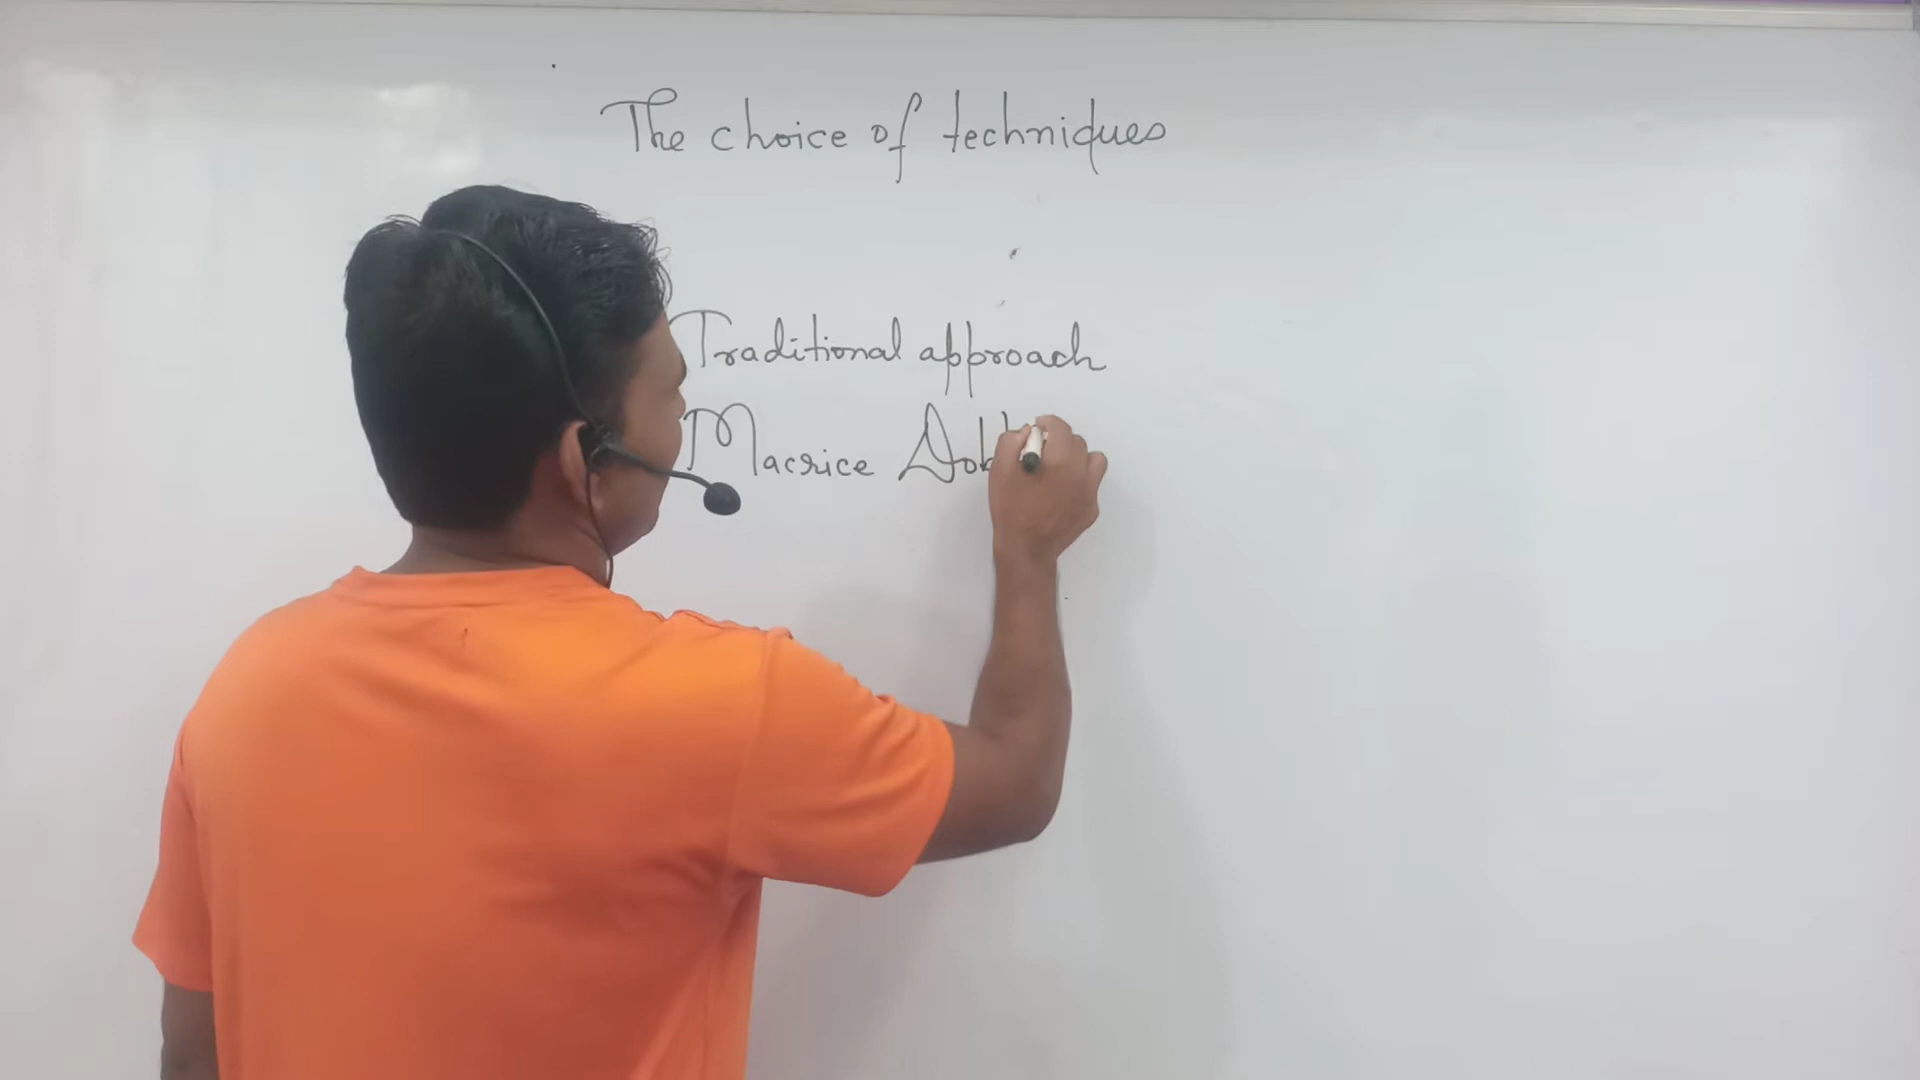 The choice of techniques
Traditional approach
Macrice